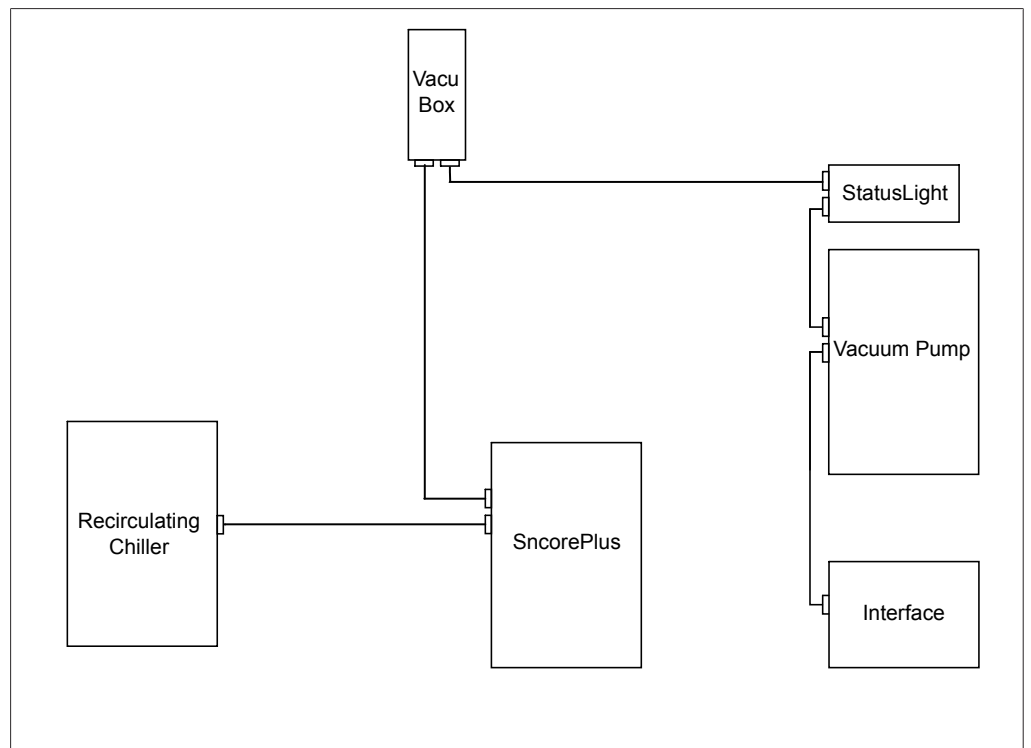 Vacu
Box
StatusLight
Vacuum Pump
Recirculating
Chiller
SncorePlus
Interface